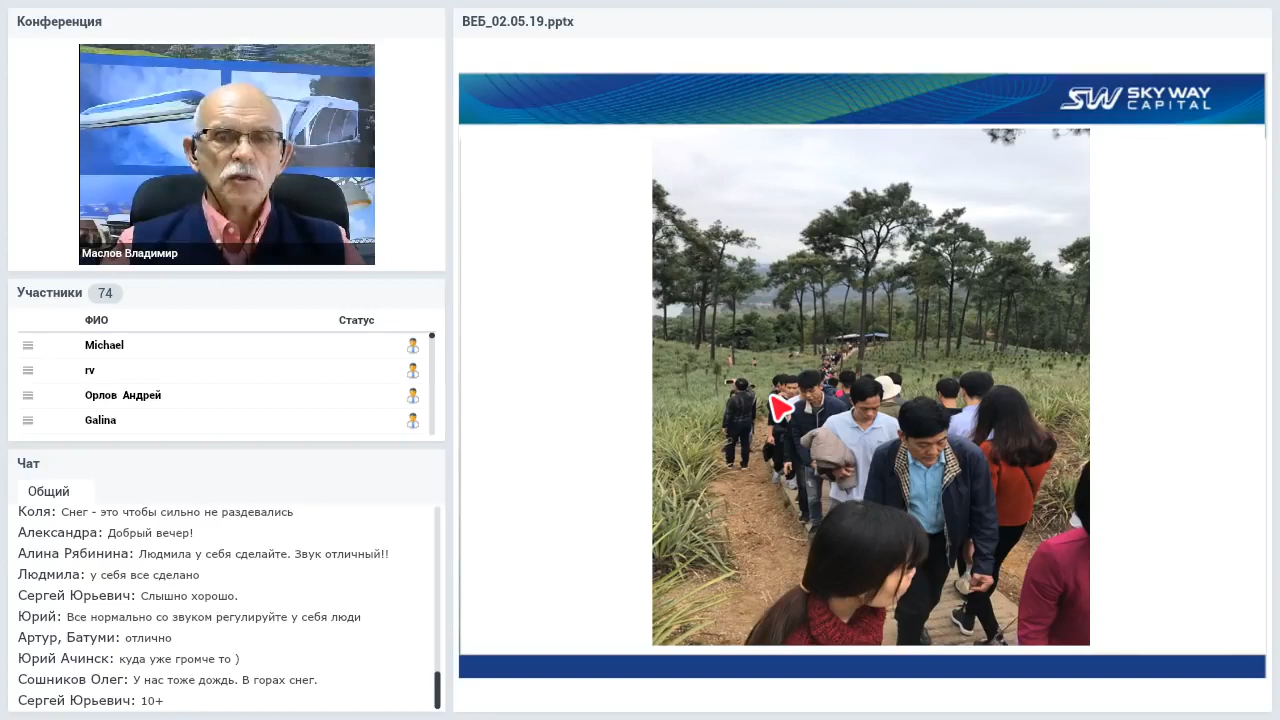 Конференция
Маслов Владимир
Участники 74
ФИО Статус
Michael
rv
Орлов Андрей
Galina
Чат
Общий
Коля: Снег - это чтобы сильно не раздевались
Александра: Добрый вечер!
Алина Рябинина: Людмила у себя сделайте. Звук отличный!!
Людмила: у себя все сделано
Сергей Юрьевич: Слышно хорошо.
Юрий: Все нормально со звуком регулируйте у себя люди
Артур, Батуми: отлично
Юрий Ачинск: куда уже громче то )
Сошников Олег: У нас тоже дождь. В горах снег.
Сергей Юрьевич: 10+
ВЕБ_02.05.19.pptx
SW SKY WAY
CAPITAL